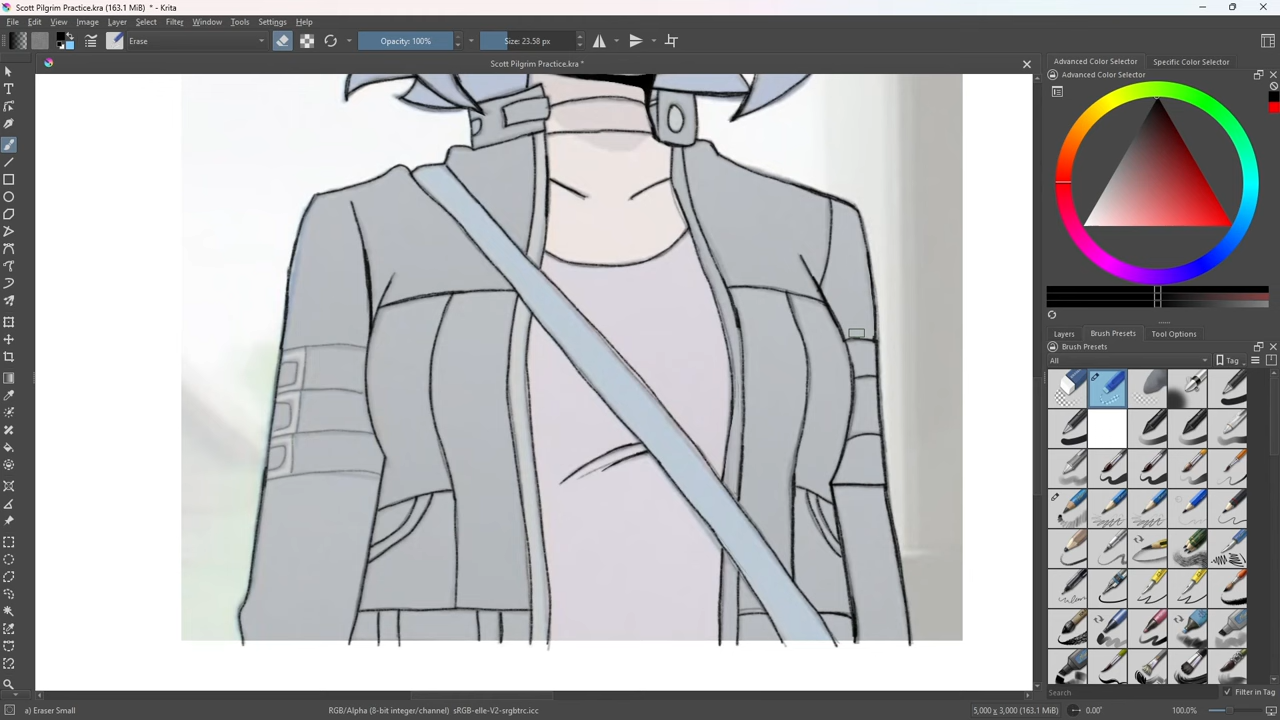 Scott Pilgrim Practice.kra (163.1 MiB) * - Krita
File Edit View Image Layer Select Filter Window Tools Settings Help
Erase
Opacity: 100%
Size: 23.58 px
Scott Pilgrim Practice.kra *
Advanced Color Selector
Specific Color Selector
Advanced Color Selector
Layers
Brush Presets
Tool Options
Brush Presets
All
Tag
Search
Filter in Tag
a) Eraser Small
RGB/Alpha (8-bit integer/channel) sRGB-elle-V2-srgbtrc.icc
5,000 x 3,000 (163.1 MiB)
0.00°
100.0%